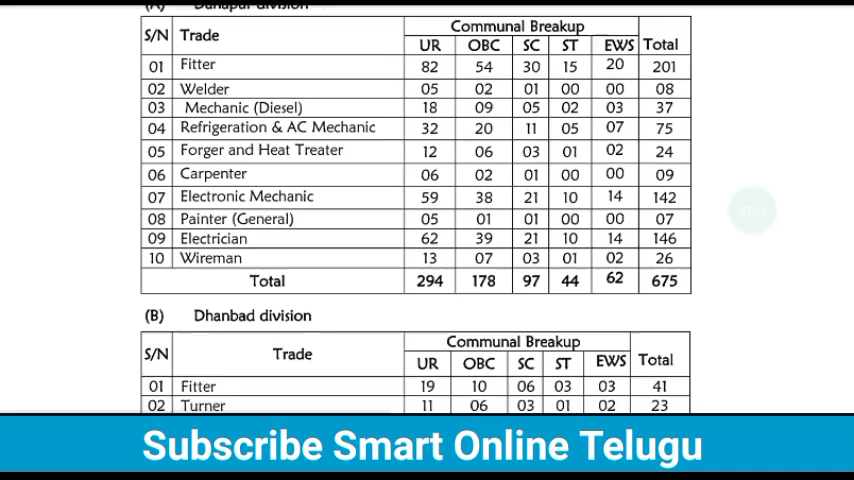 (A) Danapur division
S/N Trade Communal Breakup Total
UR OBC SC ST EWS
01 Fitter 82 54 30 15 20 201
02 Welder 05 02 01 00 00 08
03 Mechanic (Diesel) 18 09 05 02 03 37
04 Refrigeration & AC Mechanic 32 20 11 05 07 75
05 Forger and Heat Treater 12 06 03 01 02 24
06 Carpenter 06 02 01 00 00 09
07 Electronic Mechanic 59 38 21 10 14 142
08 Painter (General) 05 01 01 00 00 07
09 Electrician 62 39 21 10 14 146
10 Wireman 13 07 03 01 02 26
Total 294 178 97 44 62 675
(B) Dhanbad division
S/N Trade Communal Breakup Total
UR OBC SC ST EWS
01 Fitter 19 10 06 03 03 41
02 Turner 11 06 03 01 02 23
Subscribe Smart Online Telugu